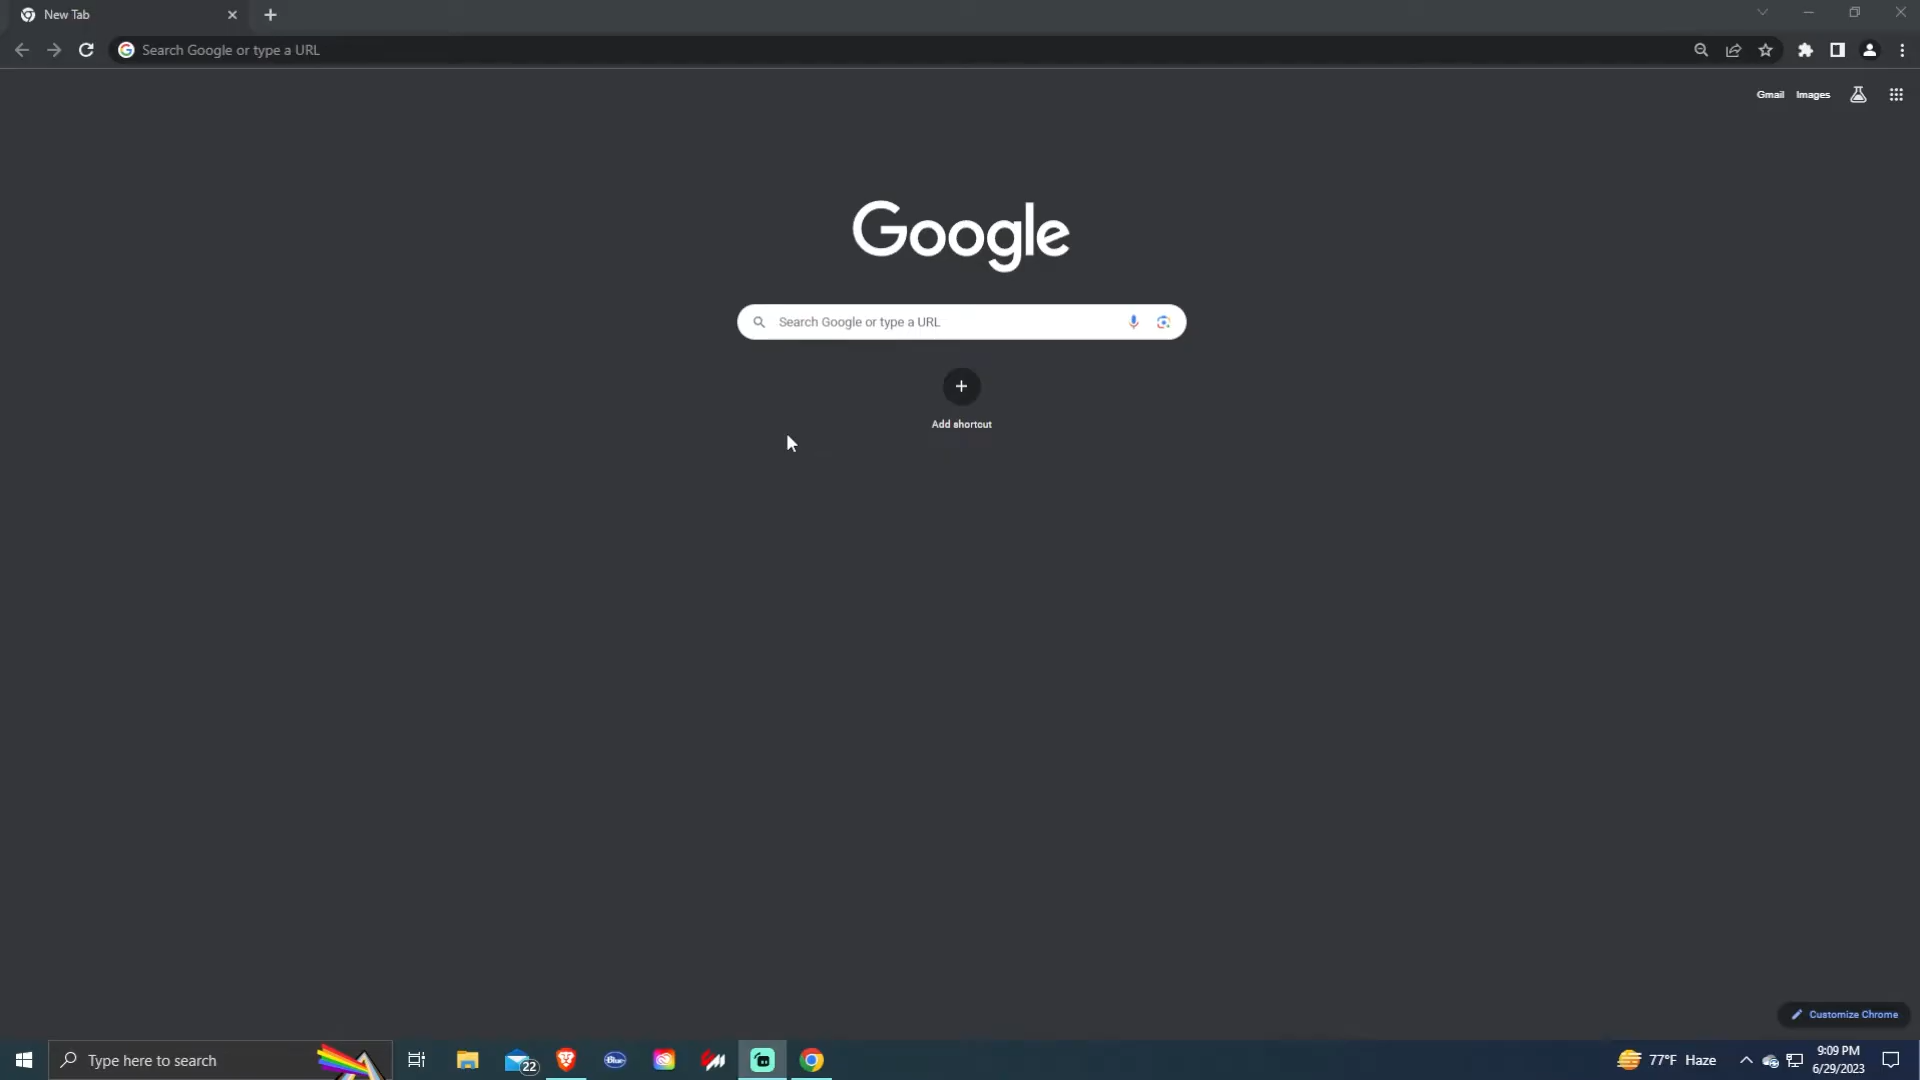 New Tab
Search Google or type a URL
Gmail Images
Google
Search Google or type a URL
Add shortcut
Customize Chrome
Type here to search
22
Blue
77°F Haze
9:09 PM
6/29/2023